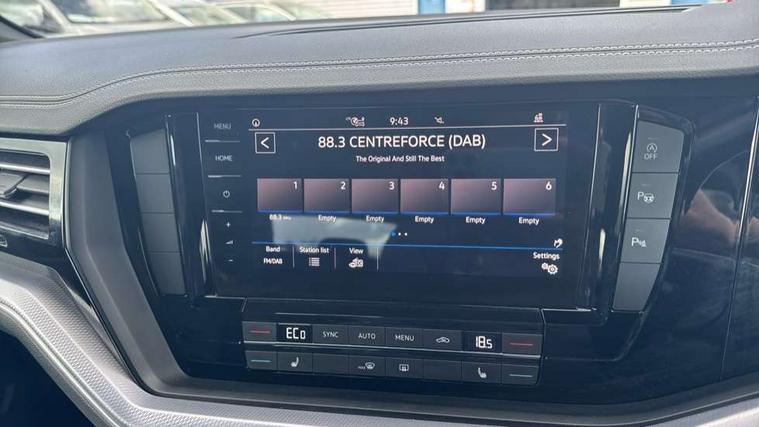 MENU
9:43
88.3 CENTREFORCE (DAB)
HOME
The Original And Still The Best
OFF
1 2 3 4 5 6
88.3 Empty Empty Empty Empty Empty
Band Station list View Settings
FM/DAB
ECO SYNC AUTO MENU 18.5